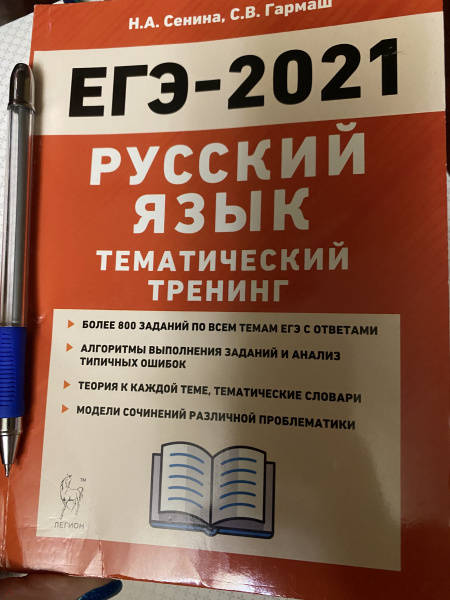 Н.А. Сенина, С.В. Гармаш
ЕГЭ-2021
РУССКИЙ
ЯЗЫК
ТЕМАТИЧЕСКИЙ
ТРЕНИНГ
БОЛЕЕ 800 ЗАДАНИЙ ПО ВСЕМ ТЕМАМ ЕГЭ С ОТВЕТАМИ
АЛГОРИТМЫ ВЫПОЛНЕНИЯ ЗАДАНИЙ И АНАЛИЗ
ТИПИЧНЫХ ОШИБОК
ТЕОРИЯ К КАЖДОЙ ТЕМЕ, ТЕМАТИЧЕСКИЕ СЛОВАРИ
МОДЕЛИ СОЧИНЕНИЙ РАЗЛИЧНОЙ ПРОБЛЕМАТИКИ
TM
ЛЕГИОН